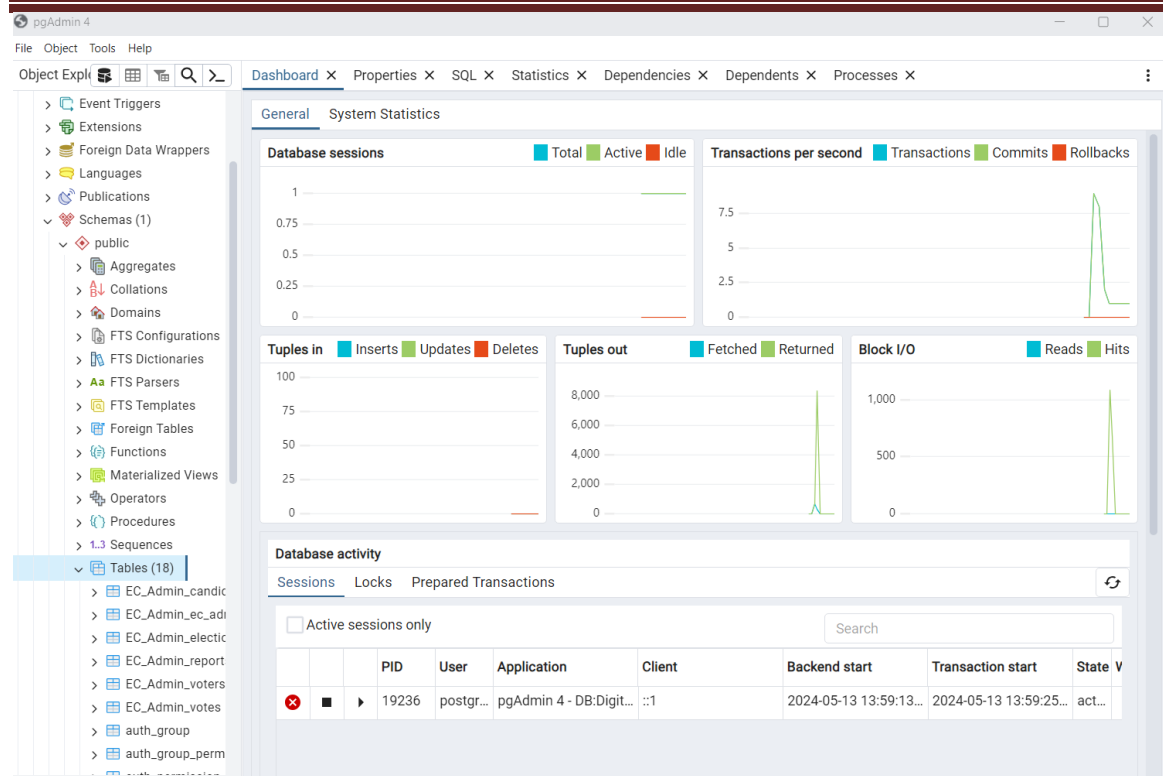 pgAdmin 4
File Object Tools Help
Object Explo
Dashboard Properties SQL Statistics Dependencies Dependents Processes
Event Triggers
Extensions
Foreign Data Wrappers
Languages
Publications
Schemas (1)
public
Aggregates
Collations
Domains
FTS Configurations
FTS Dictionaries
Aa FTS Parsers
FTS Templates
Foreign Tables
Functions
Materialized Views
Operators
Procedures
1..3 Sequences
Tables (18)
EC_Admin_candic
EC_Admin_ec_adı
EC_Admin_electic
EC_Admin_report
EC_Admin_voters
EC_Admin_votes
auth_group
auth_group_perm
General System Statistics
Database sessions Total Active Idle
1
0.75
0.5
0.25
0
Transactions per second Transactions Commits Rollbacks
7.5
5
2.5
0
Tuples in Inserts Updates Deletes
100
75
50
25
0
Tuples out Fetched Returned
8,000
6,000
4,000
2,000
0
Block I/O Reads Hits
1,000
500
0
Database activity
Sessions Locks Prepared Transactions
Active sessions only
Search
PID User Application Client Backend start Transaction start State
19236 postgr... pgAdmin 4 - DB:Digit... ::1 2024-05-13 13:59:13... 2024-05-13 13:59:25... act...